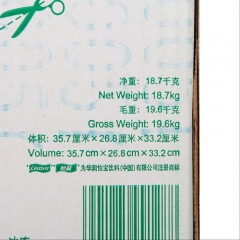 净重: 18.7千克
Net Weight: 18.7kg
毛重: 19.6千克
Gross Weight: 19.6kg
体积: 35.7厘米×26.8厘米×33.2厘米
Volume: 35.7cm×26.8cm×33.2cm
C'estbon 怡宝 为华润怡宝饮料(中国)有限公司注册商标